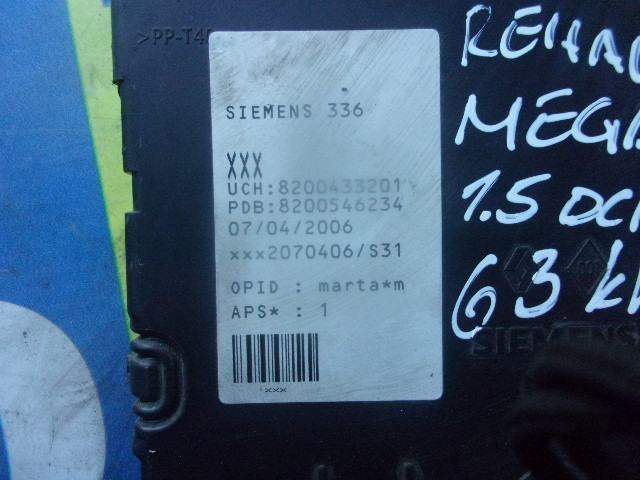 >PP-T40
SIEMENS 336
XXX
UCH:8200433201
PDB:8200546234
07/04/2006
xxx2070406/S31
OPID : marta*m
APS* : 1
xxx
MEGA
1.5 DCI
63 k
SIEMENS